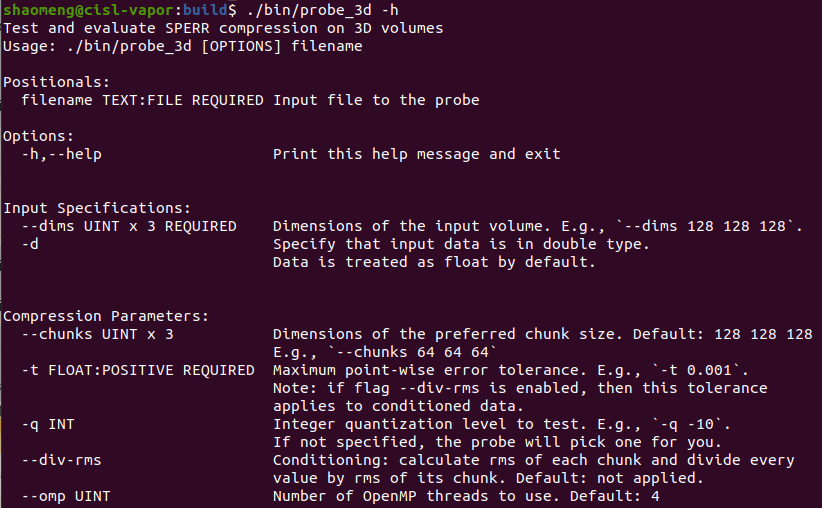 shaomeng@cisl-vapor:build$ ./bin/probe_3d -h
Test and evaluate SPERR compression on 3D volumes
Usage: ./bin/probe_3d [OPTIONS] filename

Positionals:
  filename TEXT:FILE REQUIRED Input file to the probe

Options:
  -h,--help                   Print this help message and exit


Input Specifications:
  --dims UINT x 3 REQUIRED    Dimensions of the input volume. E.g., `--dims 128 128 128`.
  -d                          Specify that input data is in double type.
                              Data is treated as float by default.


Compression Parameters:
  --chunks UINT x 3           Dimensions of the preferred chunk size. Default: 128 128 128
                              E.g., `--chunks 64 64 64`
  -t FLOAT:POSITIVE REQUIRED  Maximum point-wise error tolerance. E.g., `-t 0.001`.
                              Note: if flag --div-rms is enabled, then this tolerance
                              applies to conditioned data.
  -q INT                      Integer quantization level to test. E.g., `-q -10`.
                              If not specified, the probe will pick one for you.
  --div-rms                   Conditioning: calculate rms of each chunk and divide every
                              value by rms of its chunk. Default: not applied.
  --omp UINT                  Number of OpenMP threads to use. Default: 4